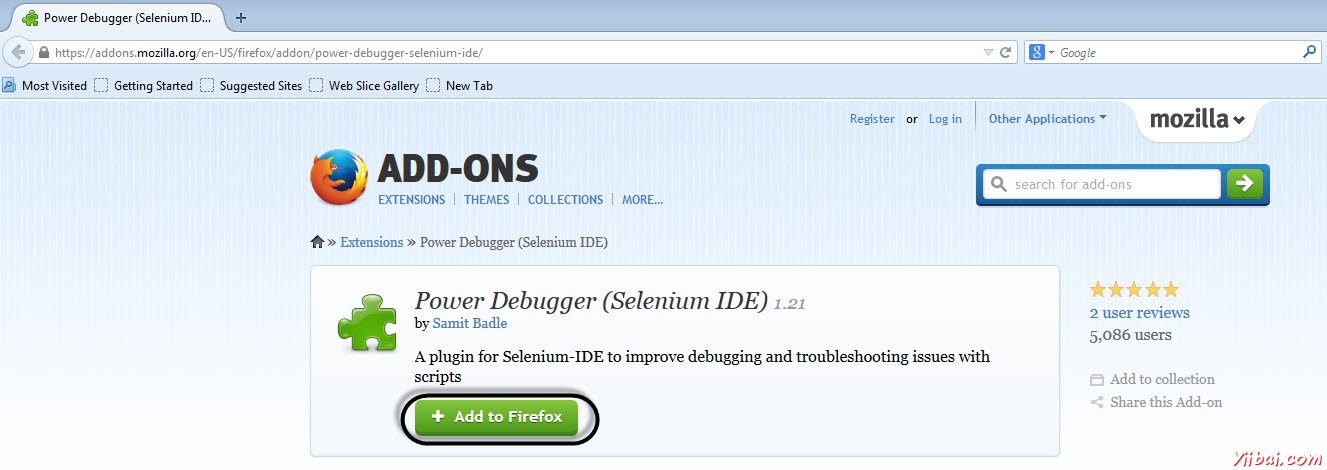 Power Debugger (Selenium ID...
https://addons.mozilla.org/en-US/firefox/addon/power-debugger-selenium-ide/
8
Google
Most Visited
Getting Started
Suggested Sites
Web Slice Gallery
New Tab
Register or Log in
Other Applications
mozilla
ADD-ONS
EXTENSIONS
THEMES
COLLECTIONS
MORE...
search for add-ons
» Extensions » Power Debugger (Selenium IDE)
Power Debugger (Selenium IDE) 1.21
by Samit Badle
A plugin for Selenium-IDE to improve debugging and troubleshooting issues with
scripts
+ Add to Firefox
2 user reviews
5,086 users
Add to collection
Share this Add-on
Yiibai.com